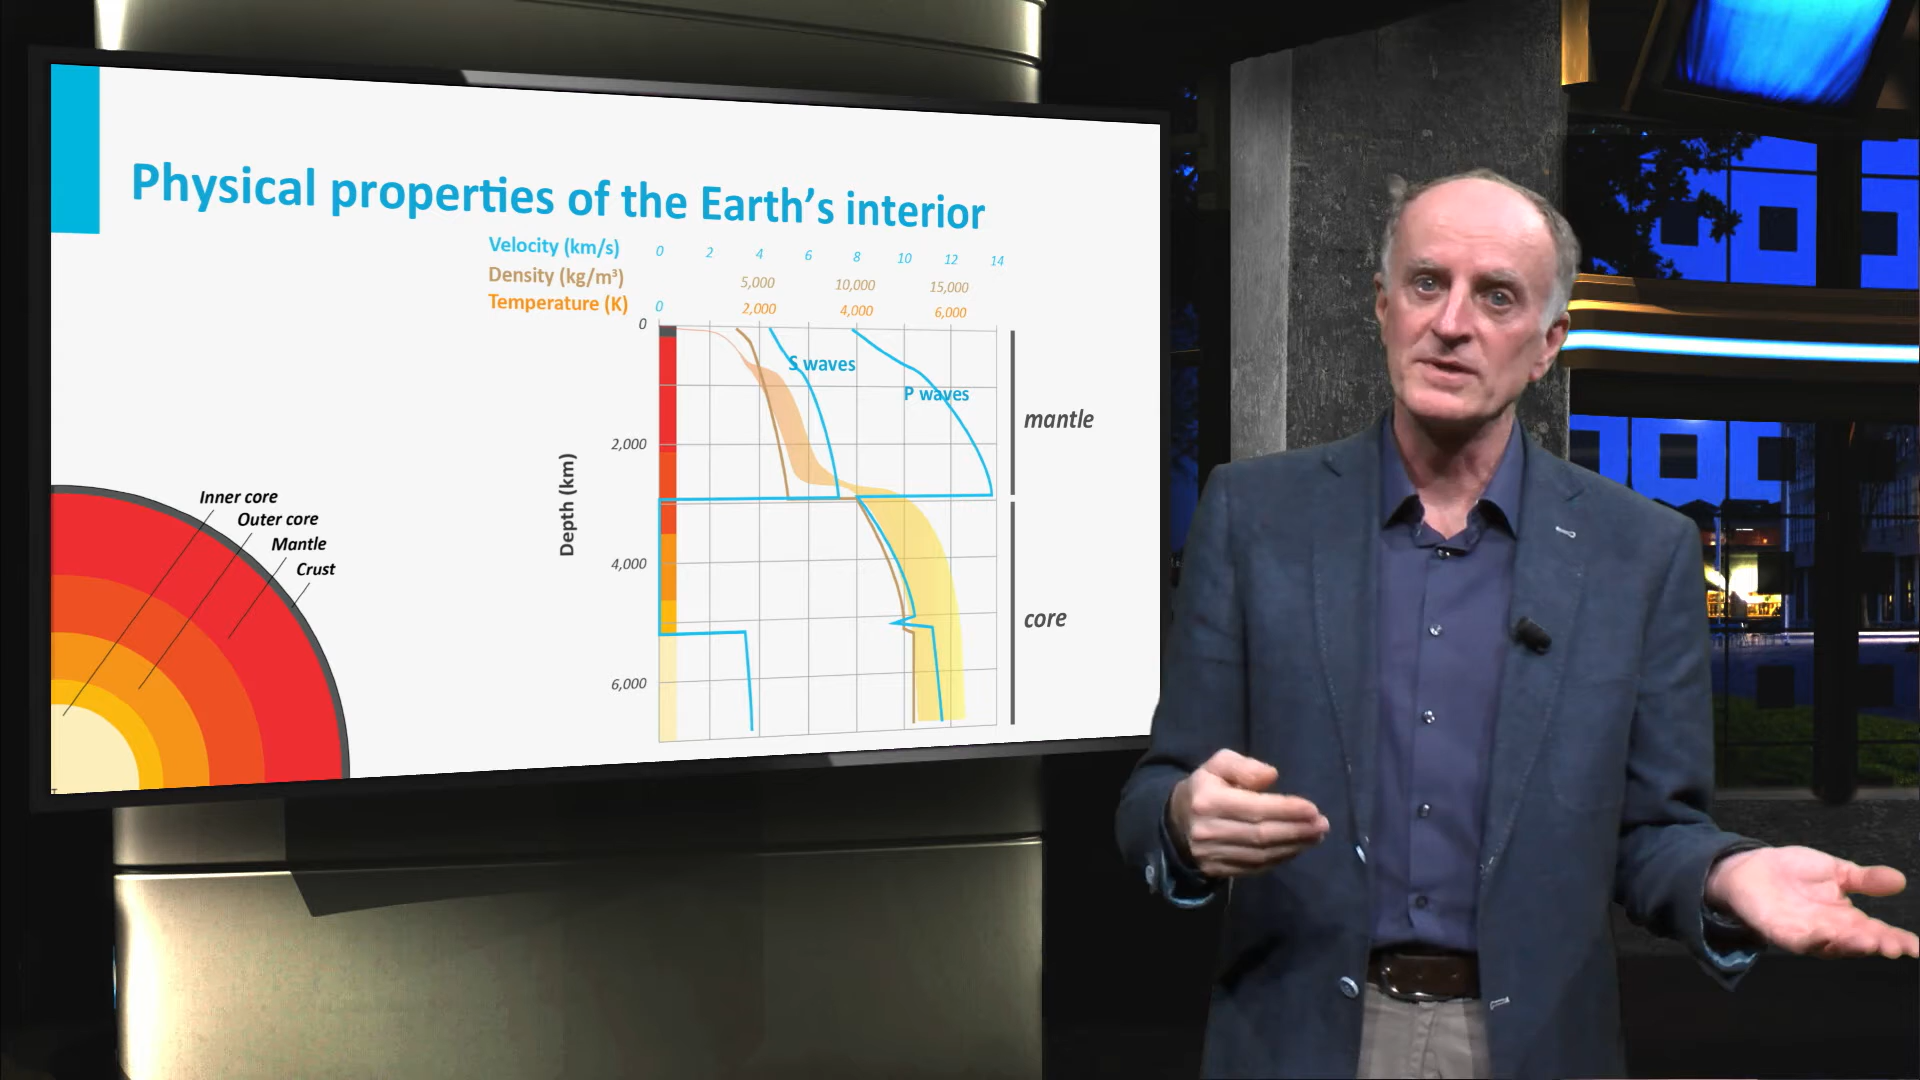 Physical properties of the Earth's interior
Velocity (km/s) 0 2 4 6 8 10 12 14
Density (kg/m³) 5,000 10,000 15,000
Temperature (K) 0 2,000 4,000 6,000
0
S waves
P waves
mantle
2,000
Depth (km)
Inner core
Outer core
Mantle
Crust
4,000
core
6,000